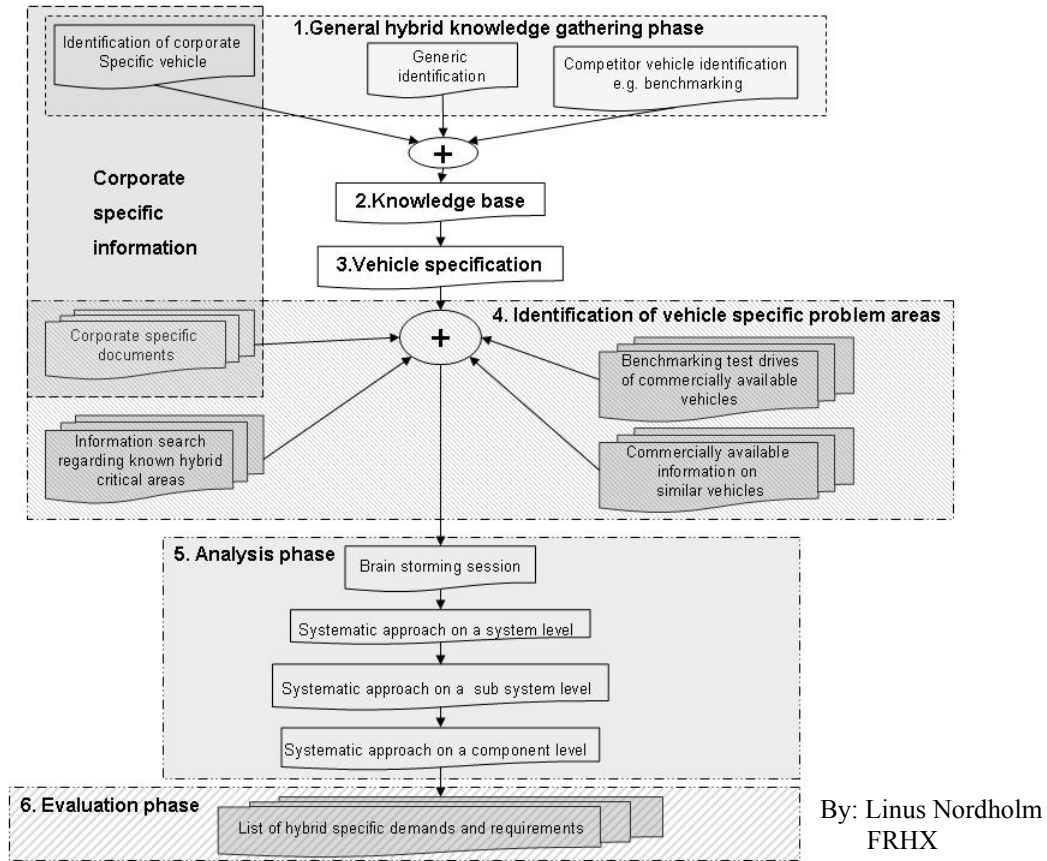 1.General hybrid knowledge gathering phase
Identification of corporate
Specific vehicle
Generic
identification
Competitor vehicle identification
e.g. benchmarking
+
Corporate
specific
information
2.Knowledge base
3.Vehicle specification
4. Identification of vehicle specific problem areas
+
Corporate specific
documents
Benchmarking test drives
of commercially available
vehicles
Information search
regarding known hybrid
critical areas
Commercially available
information on
similar vehicles
5. Analysis phase
Brain storming session
Systematic approach on a system level
Systematic approach on a sub system level
Systematic approach on a component level
6. Evaluation phase
List of hybrid specific demands and requirements
By: Linus Nordholm
FRHX